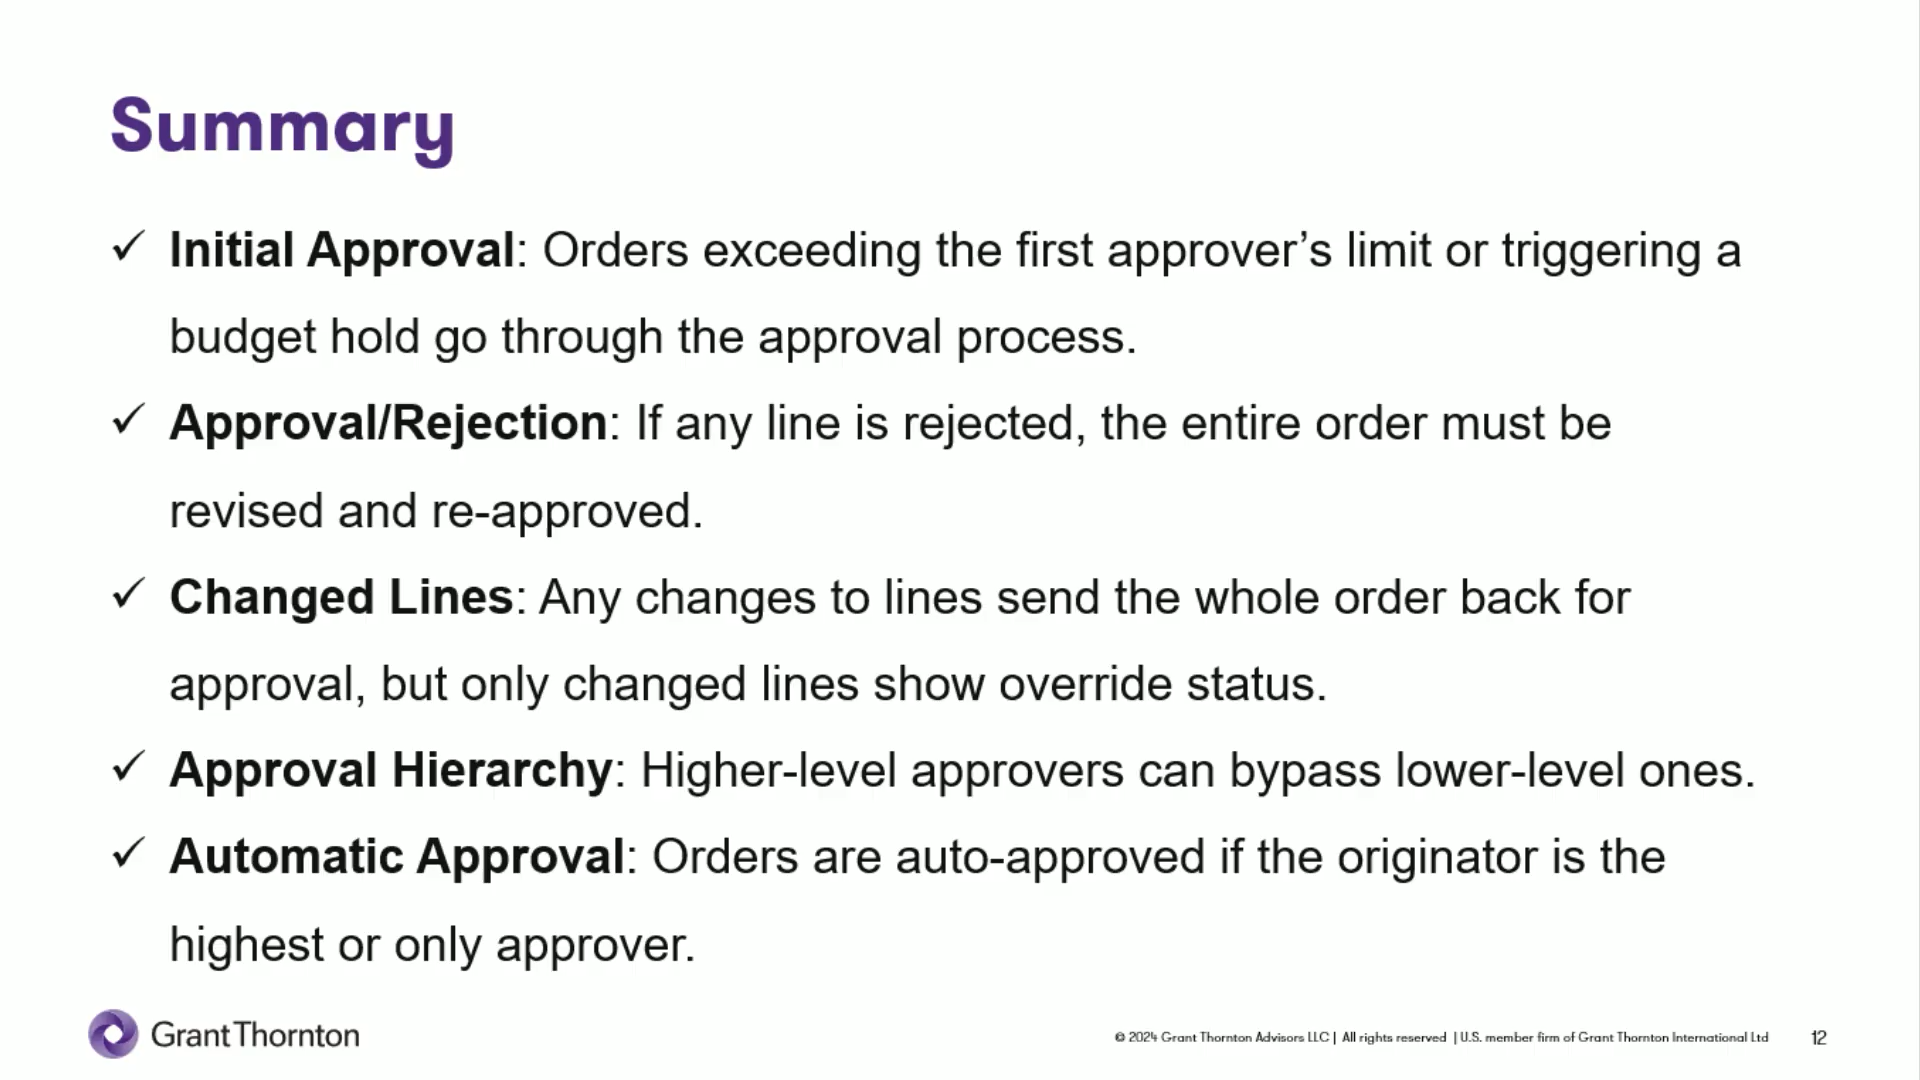 Summary
✓ Initial Approval: Orders exceeding the first approver’s limit or triggering a
budget hold go through the approval process.
✓ Approval/Rejection: If any line is rejected, the entire order must be
revised and re-approved.
✓ Changed Lines: Any changes to lines send the whole order back for
approval, but only changed lines show override status.
✓ Approval Hierarchy: Higher-level approvers can bypass lower-level ones.
✓ Automatic Approval: Orders are auto-approved if the originator is the
highest or only approver.
Grant Thornton
© 2024 Grant Thornton Advisors LLC | All rights reserved | U.S. member firm of Grant Thornton International Ltd 12